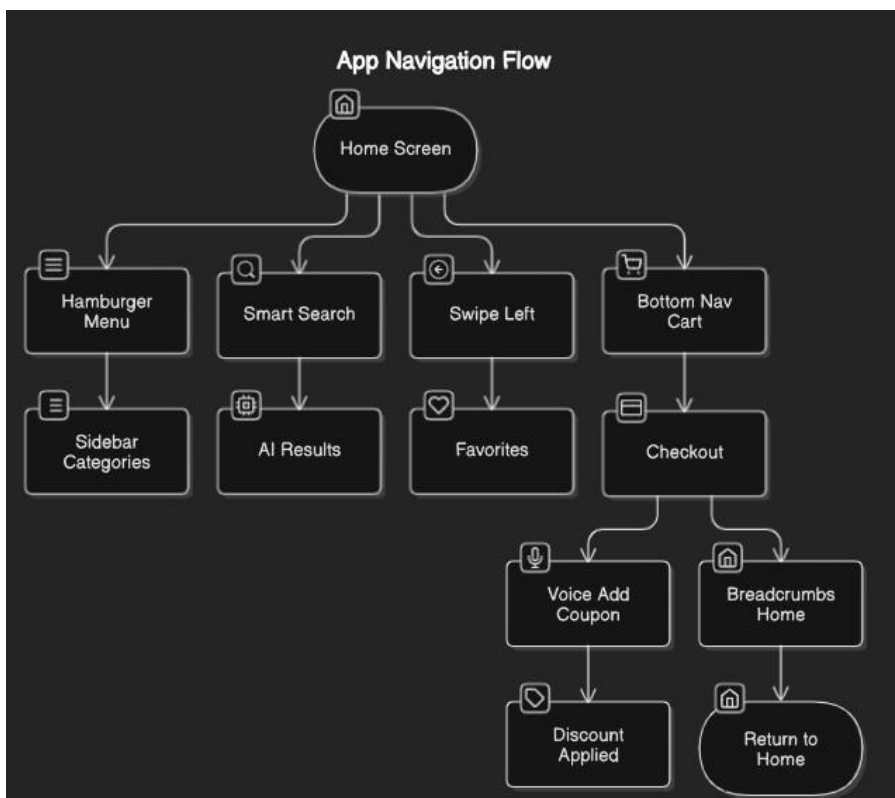 App Navigation Flow
Home Screen
Hamburger
Menu
Smart Search
Swipe Left
Bottom Nav
Cart
Sidebar
Categories
AI Results
Favorites
Checkout
Voice Add
Coupon
Breadcrumbs
Home
Discount
Applied
Return to
Home